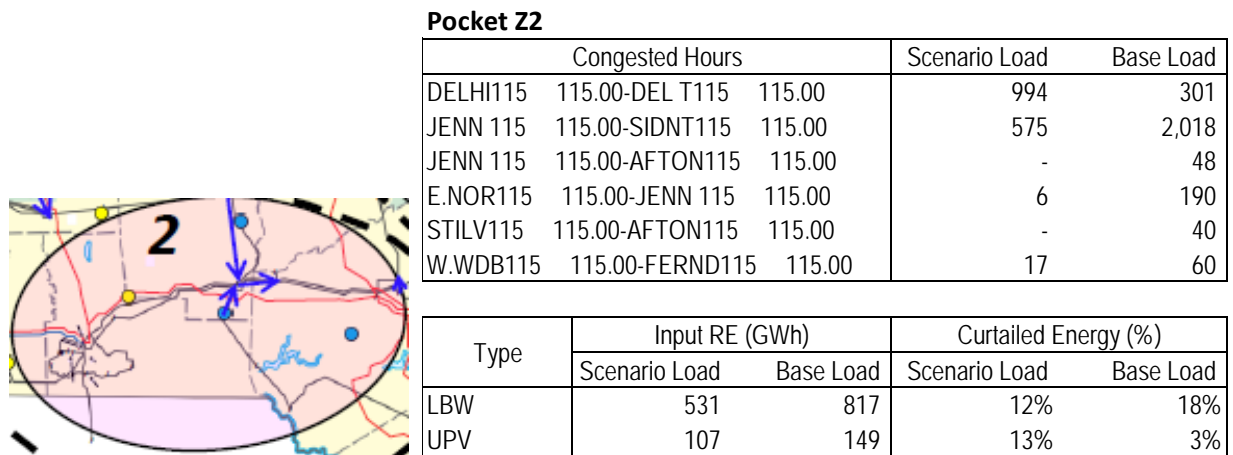 Pocket Z2
Congested Hours Scenario Load Base Load
DELHI115 115.00-DEL T115 115.00 994 301
JENN 115 115.00-SIDNT115 115.00 575 2,018
JENN 115 115.00-AFTON115 115.00 - 48
E.NOR115 115.00-JENN 115 115.00 6 190
STILV115 115.00-AFTON115 115.00 - 40
W.WDB115 115.00-FERND115 115.00 17 60
2
Type Input RE (GWh) Curtailed Energy (%)
Scenario Load Base Load Scenario Load Base Load
LBW 531 817 12% 18%
UPV 107 149 13% 3%